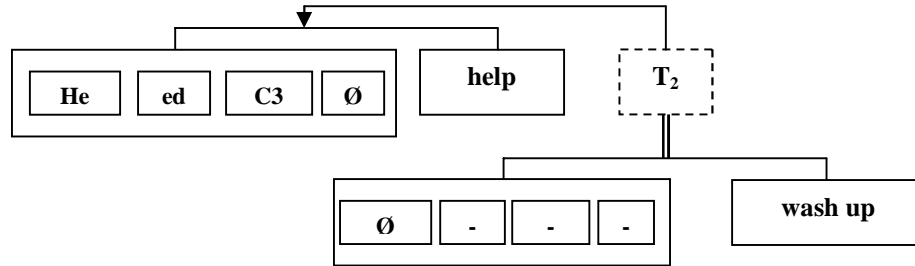 He ed C3 Ø help T₂
Ø - - - wash up